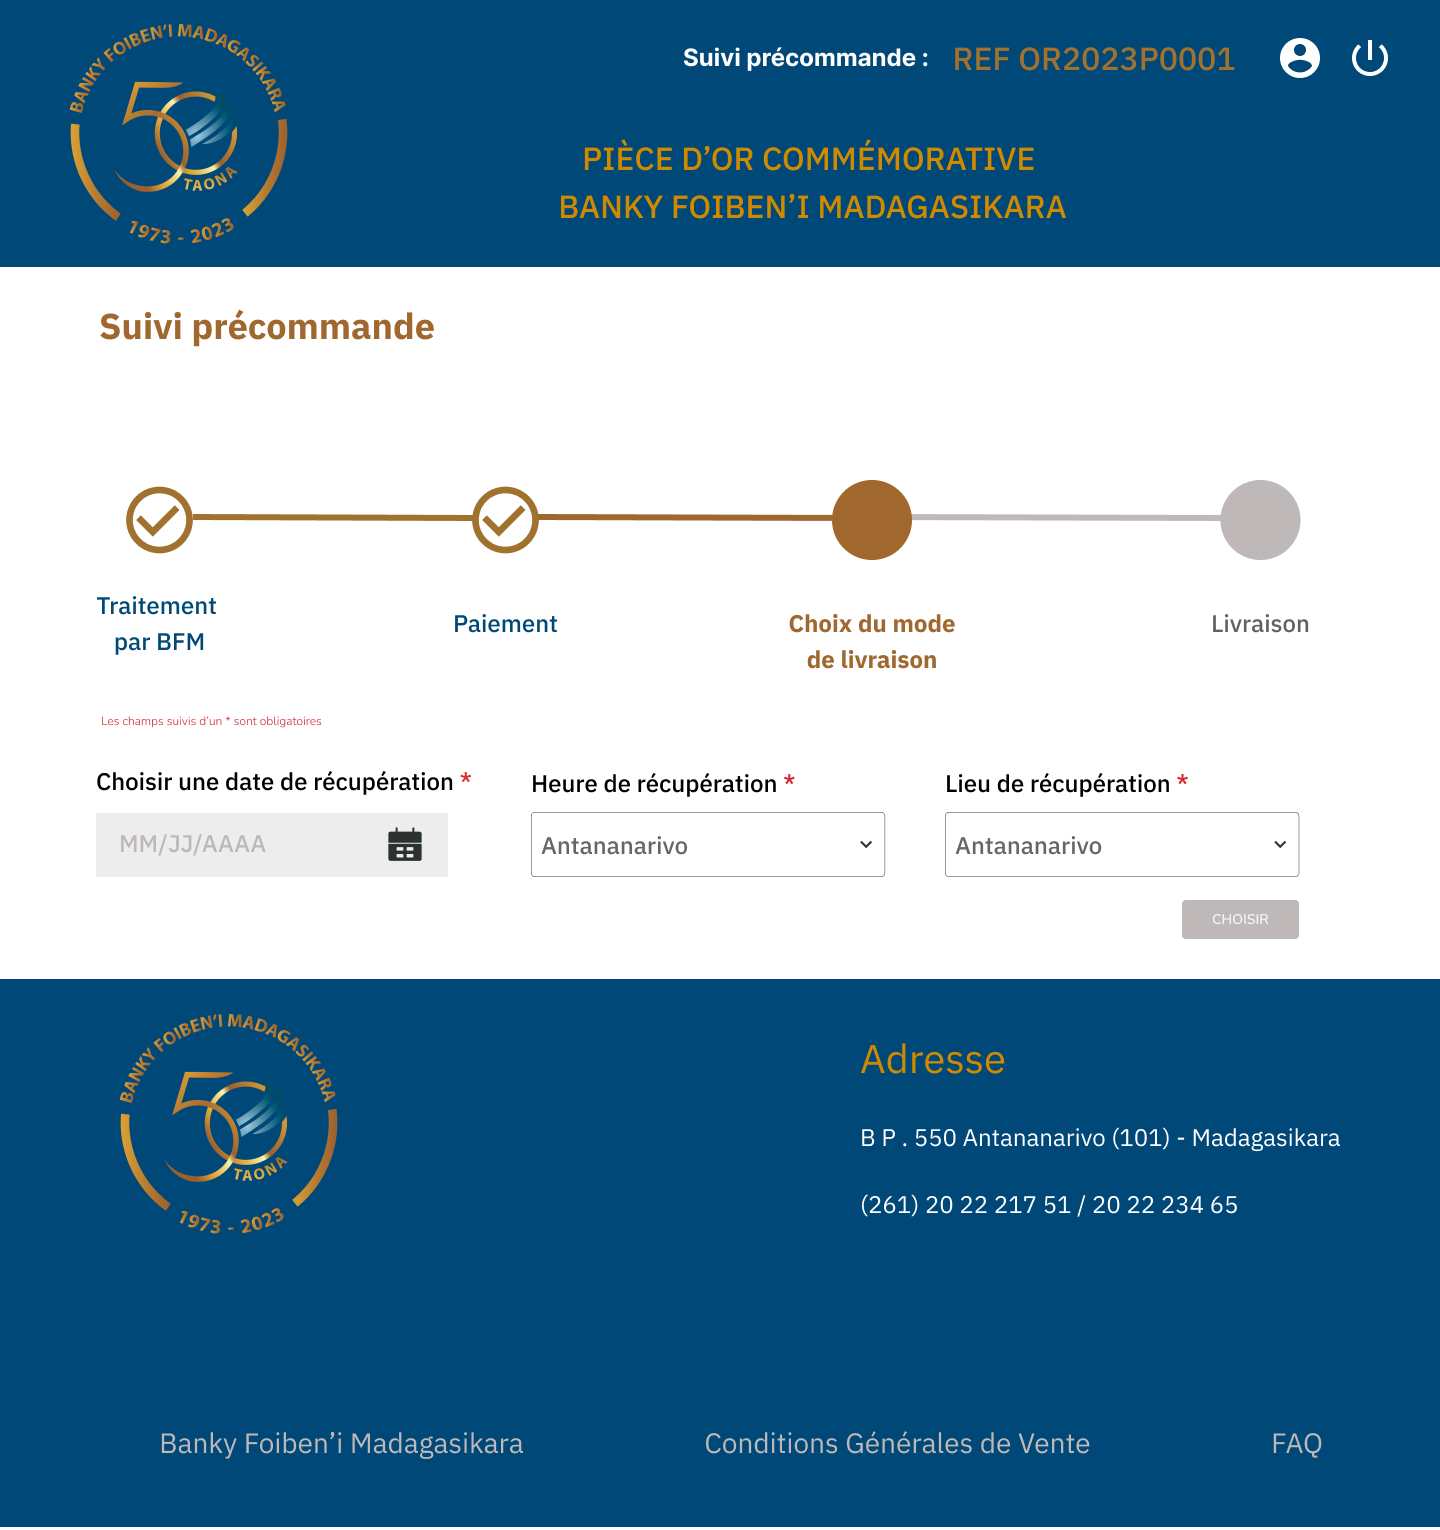 BANKY FOIBEN’I MADAGASIKARA
50
TAONA
1973 - 2023
Suivi précommande : REF OR2023P0001
PIÈCE D’OR COMMÉMORATIVE
BANKY FOIBEN’I MADAGASIKARA
Suivi précommande
Traitement
par BFM
Paiement
Choix du mode
de livraison
Livraison
Les champs suivis d’un * sont obligatoires
Choisir une date de récupération *
MM/JJ/AAAA
Heure de récupération *
Antananarivo
Lieu de récupération *
Antananarivo
CHOISIR
BANKY FOIBEN’I MADAGASIKARA
50
TAONA
1973 - 2023
Adresse
B P . 550 Antananarivo (101) - Madagasikara
(261) 20 22 217 51 / 20 22 234 65
Banky Foiben’i Madagasikara
Conditions Générales de Vente
FAQ